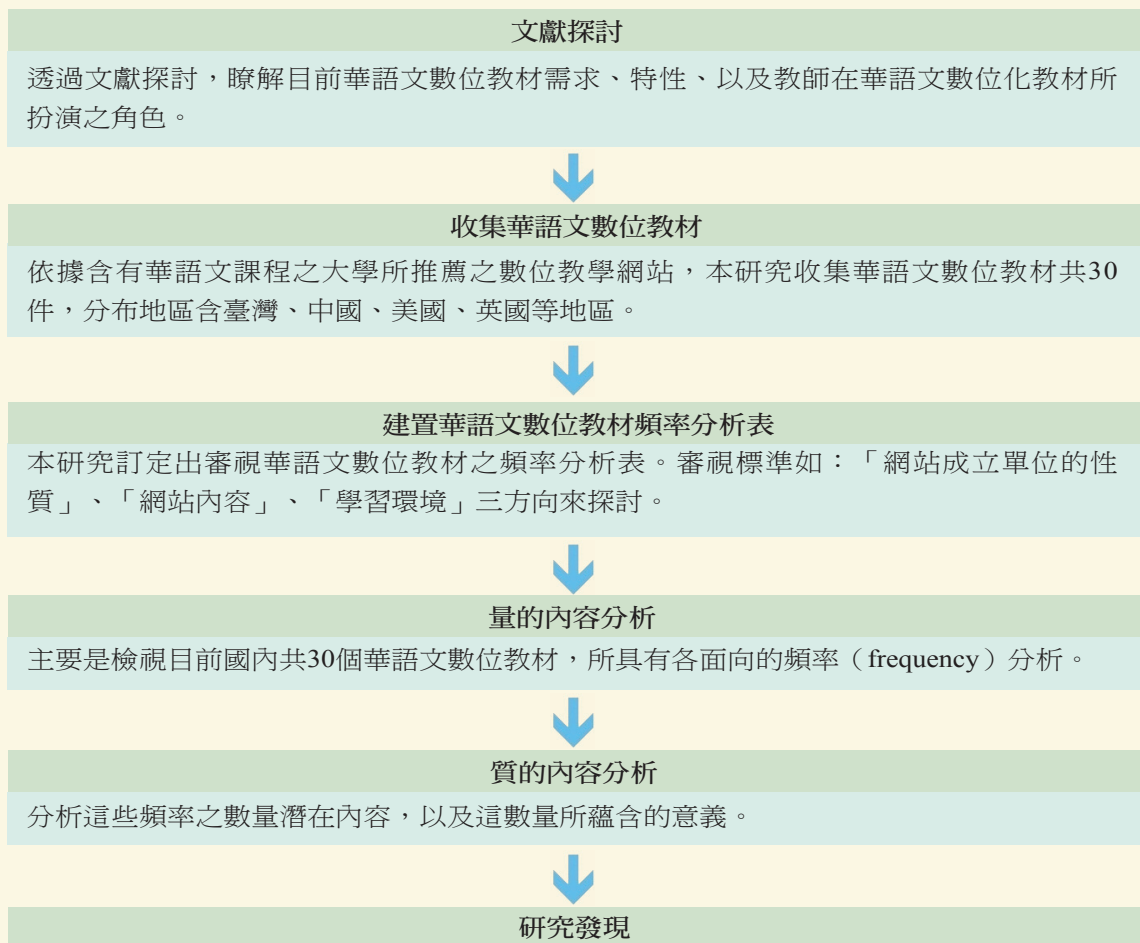 文獻探討
透過文獻探討，瞭解目前華語文數位教材需求、特性、以及教師在華語文數位化教材所
扮演之角色。
收集華語文數位教材
依據含有華語文課程之大學所推薦之數位教學網站，本研究收集華語文數位教材共30
件，分布地區含臺灣、中國、美國、英國等地區。
建置華語文數位教材頻率分析表
本研究訂定出審視華語文數位教材之頻率分析表。審視標準如：「網站成立單位的性
質」、「網站內容」、「學習環境」三方向來探討。
量的內容分析
主要是檢視目前國內共30個華語文數位教材，所具有各面向的頻率（frequency）分析。
質的內容分析
分析這些頻率之數量潛在內容，以及這數量所蘊含的意義。
研究發現